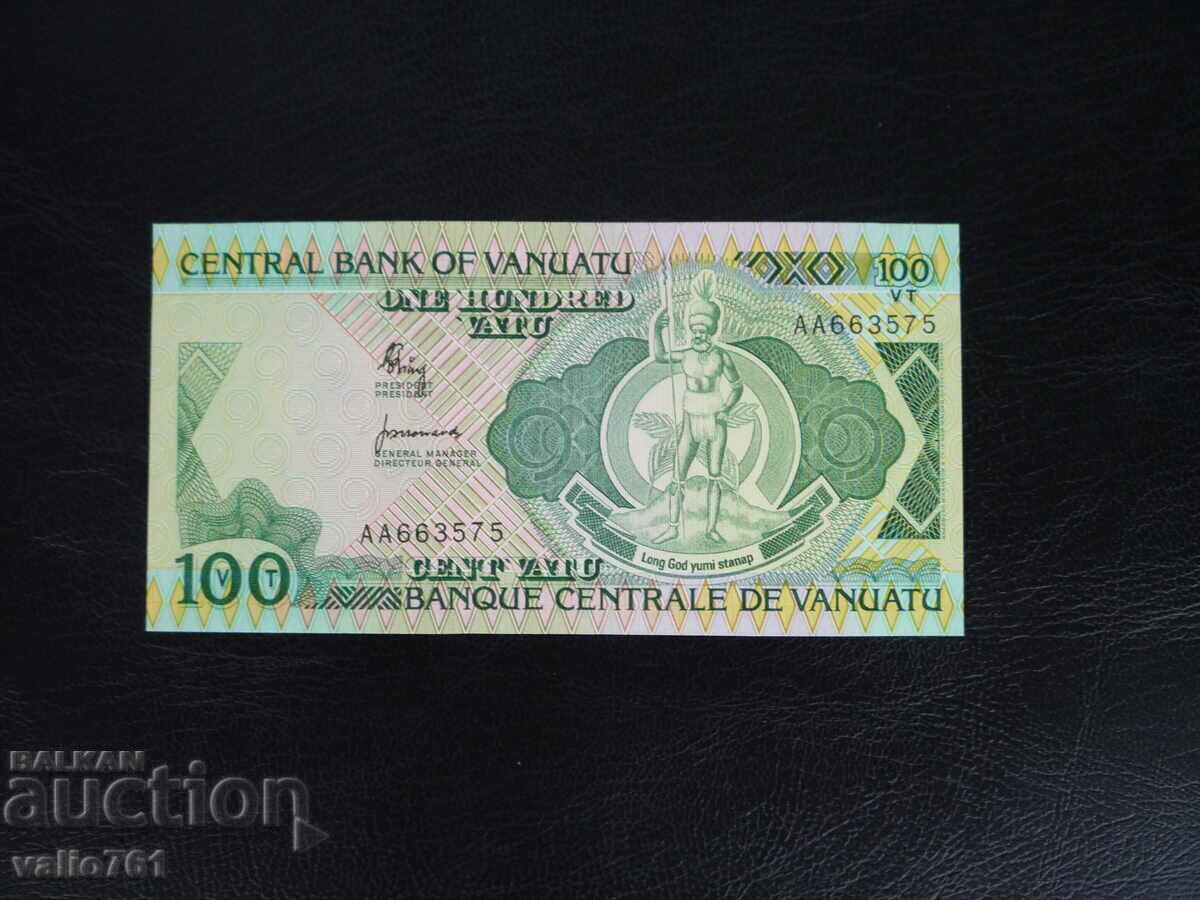 CENTRAL BANK OF VANUATU
100
VT
ONE HUNDRED
VATU
AA663575
PRESIDENT
PRESIDENT
GENERAL MANAGER
DIRECTEUR GENERAL
AA663575
Long God yumi stanap
100
VT
CENT VATU
BANQUE CENTRALE DE VANUATU
BALKAN
auction
vallo761